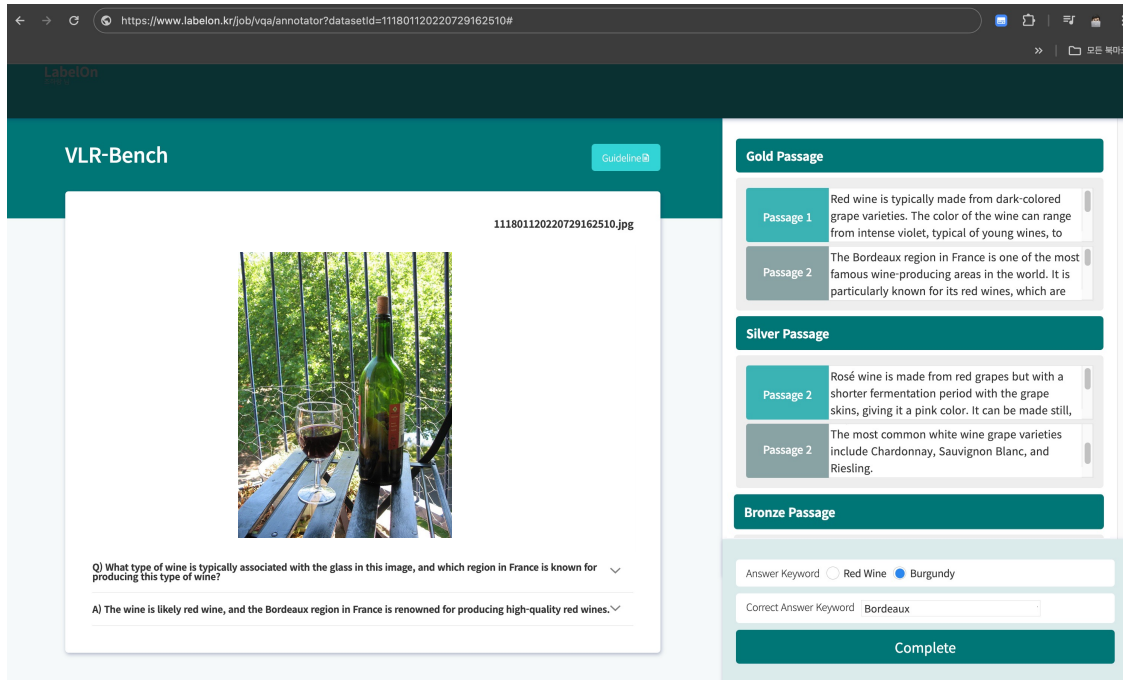 https://www.labelon.kr/job/vqa/annotator?datasetId=111801120220729162510#
모든 북마크
LabelOn
VLR-Bench
Guideline
111801120220729162510.jpg
Q) What type of wine is typically associated with the glass in this image, and which region in France is known for
producing this type of wine?
A) The wine is likely red wine, and the Bordeaux region in France is renowned for producing high-quality red wines.
Gold Passage
Passage 1
Red wine is typically made from dark-colored
grape varieties. The color of the wine can range
from intense violet, typical of young wines, to
Passage 2
The Bordeaux region in France is one of the most
famous wine-producing areas in the world. It is
particularly known for its red wines, which are
Silver Passage
Passage 2
Rosé wine is made from red grapes but with a
shorter fermentation period with the grape
skins, giving it a pink color. It can be made still,
Passage 2
The most common white wine grape varieties
include Chardonnay, Sauvignon Blanc, and
Riesling.
Bronze Passage
Answer Keyword Red Wine Burgundy
Correct Answer Keyword Bordeaux
Complete